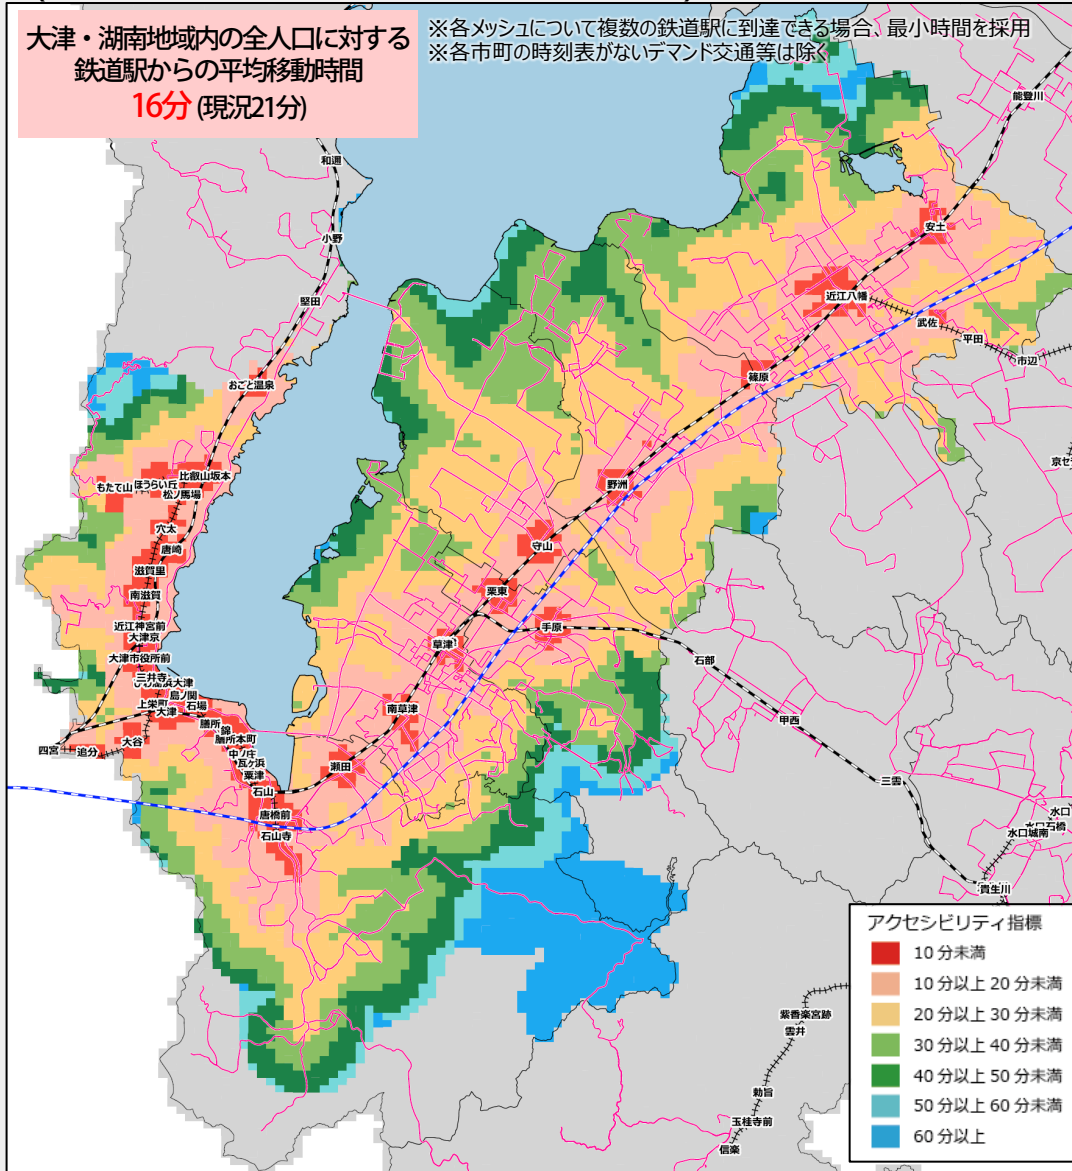 大津・湖南地域内の全人口に対する
鉄道駅からの平均移動時間
16分 (現況21分)
※各メッシュについて複数の鉄道駅に到達できる場合、最小時間を採用
※各市町の時刻表がないデマンド交通等は除く
能登川
和邇
小野
安土
堅田
近江八幡
武佐
平田
市辺
篠原
おごと温泉
京セ
比叡山坂本
もたて山
ほうらい丘
松ノ馬場
野洲
穴太
唐崎
守山
滋賀里
栗東
南滋賀
近江神宮前
手原
大津京
草津
大津市役所前
石部
三井寺
大津
島ノ関
上栄町
石場
大津
南草津
甲西
膳所
錦
大谷
膳所本町
四宮
追分
中ノ庄
瓦ヶ浜
瀬田
粟津
三雲
石山
水口
唐橋前
水口石橋
石山寺
水口城南
貴生川
紫香楽宮跡
雲井
勅旨
玉桂寺前
信楽
アクセシビリティ指標
10 分未満
10 分以上 20 分未満
20 分以上 30 分未満
30 分以上 40 分未満
40 分以上 50 分未満
50 分以上 60 分未満
60 分以上